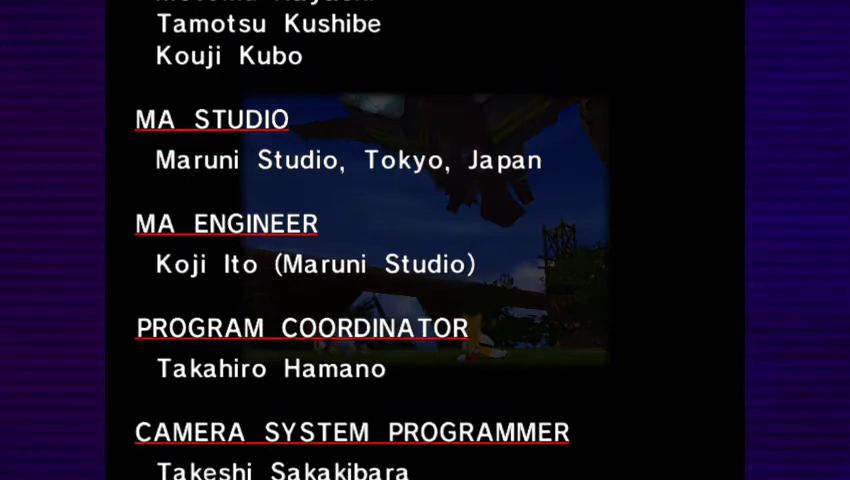 Tamotsu Kushibe
Kouji Kubo
MA STUDIO
Maruni Studio, Tokyo, Japan
MA ENGINEER
Koji Ito (Maruni Studio)
PROGRAM COORDINATOR
Takahiro Hamano
CAMERA SYSTEM PROGRAMMER
Takeshi Sakakibara